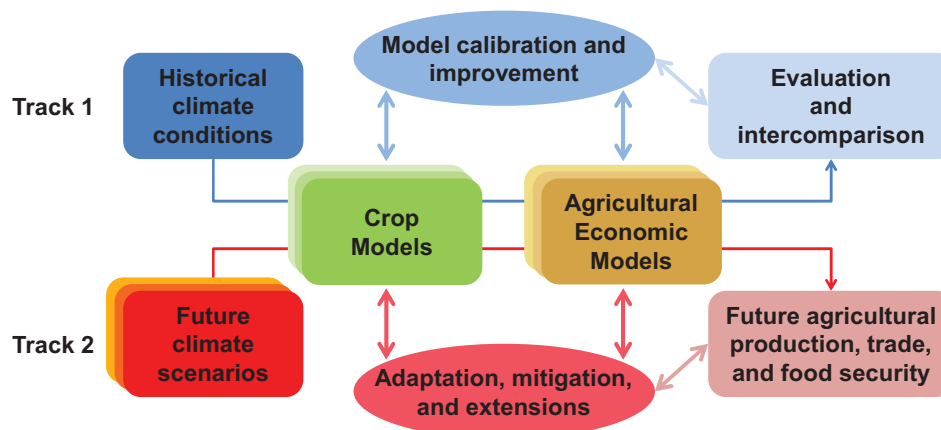 Model calibration and
improvement
Track 1
Historical
climate
conditions
Evaluation
and
intercomparison
Crop
Models
Agricultural
Economic
Models
Track 2
Future
climate
scenarios
Adaptation, mitigation,
and extensions
Future agricultural
production, trade,
and food security